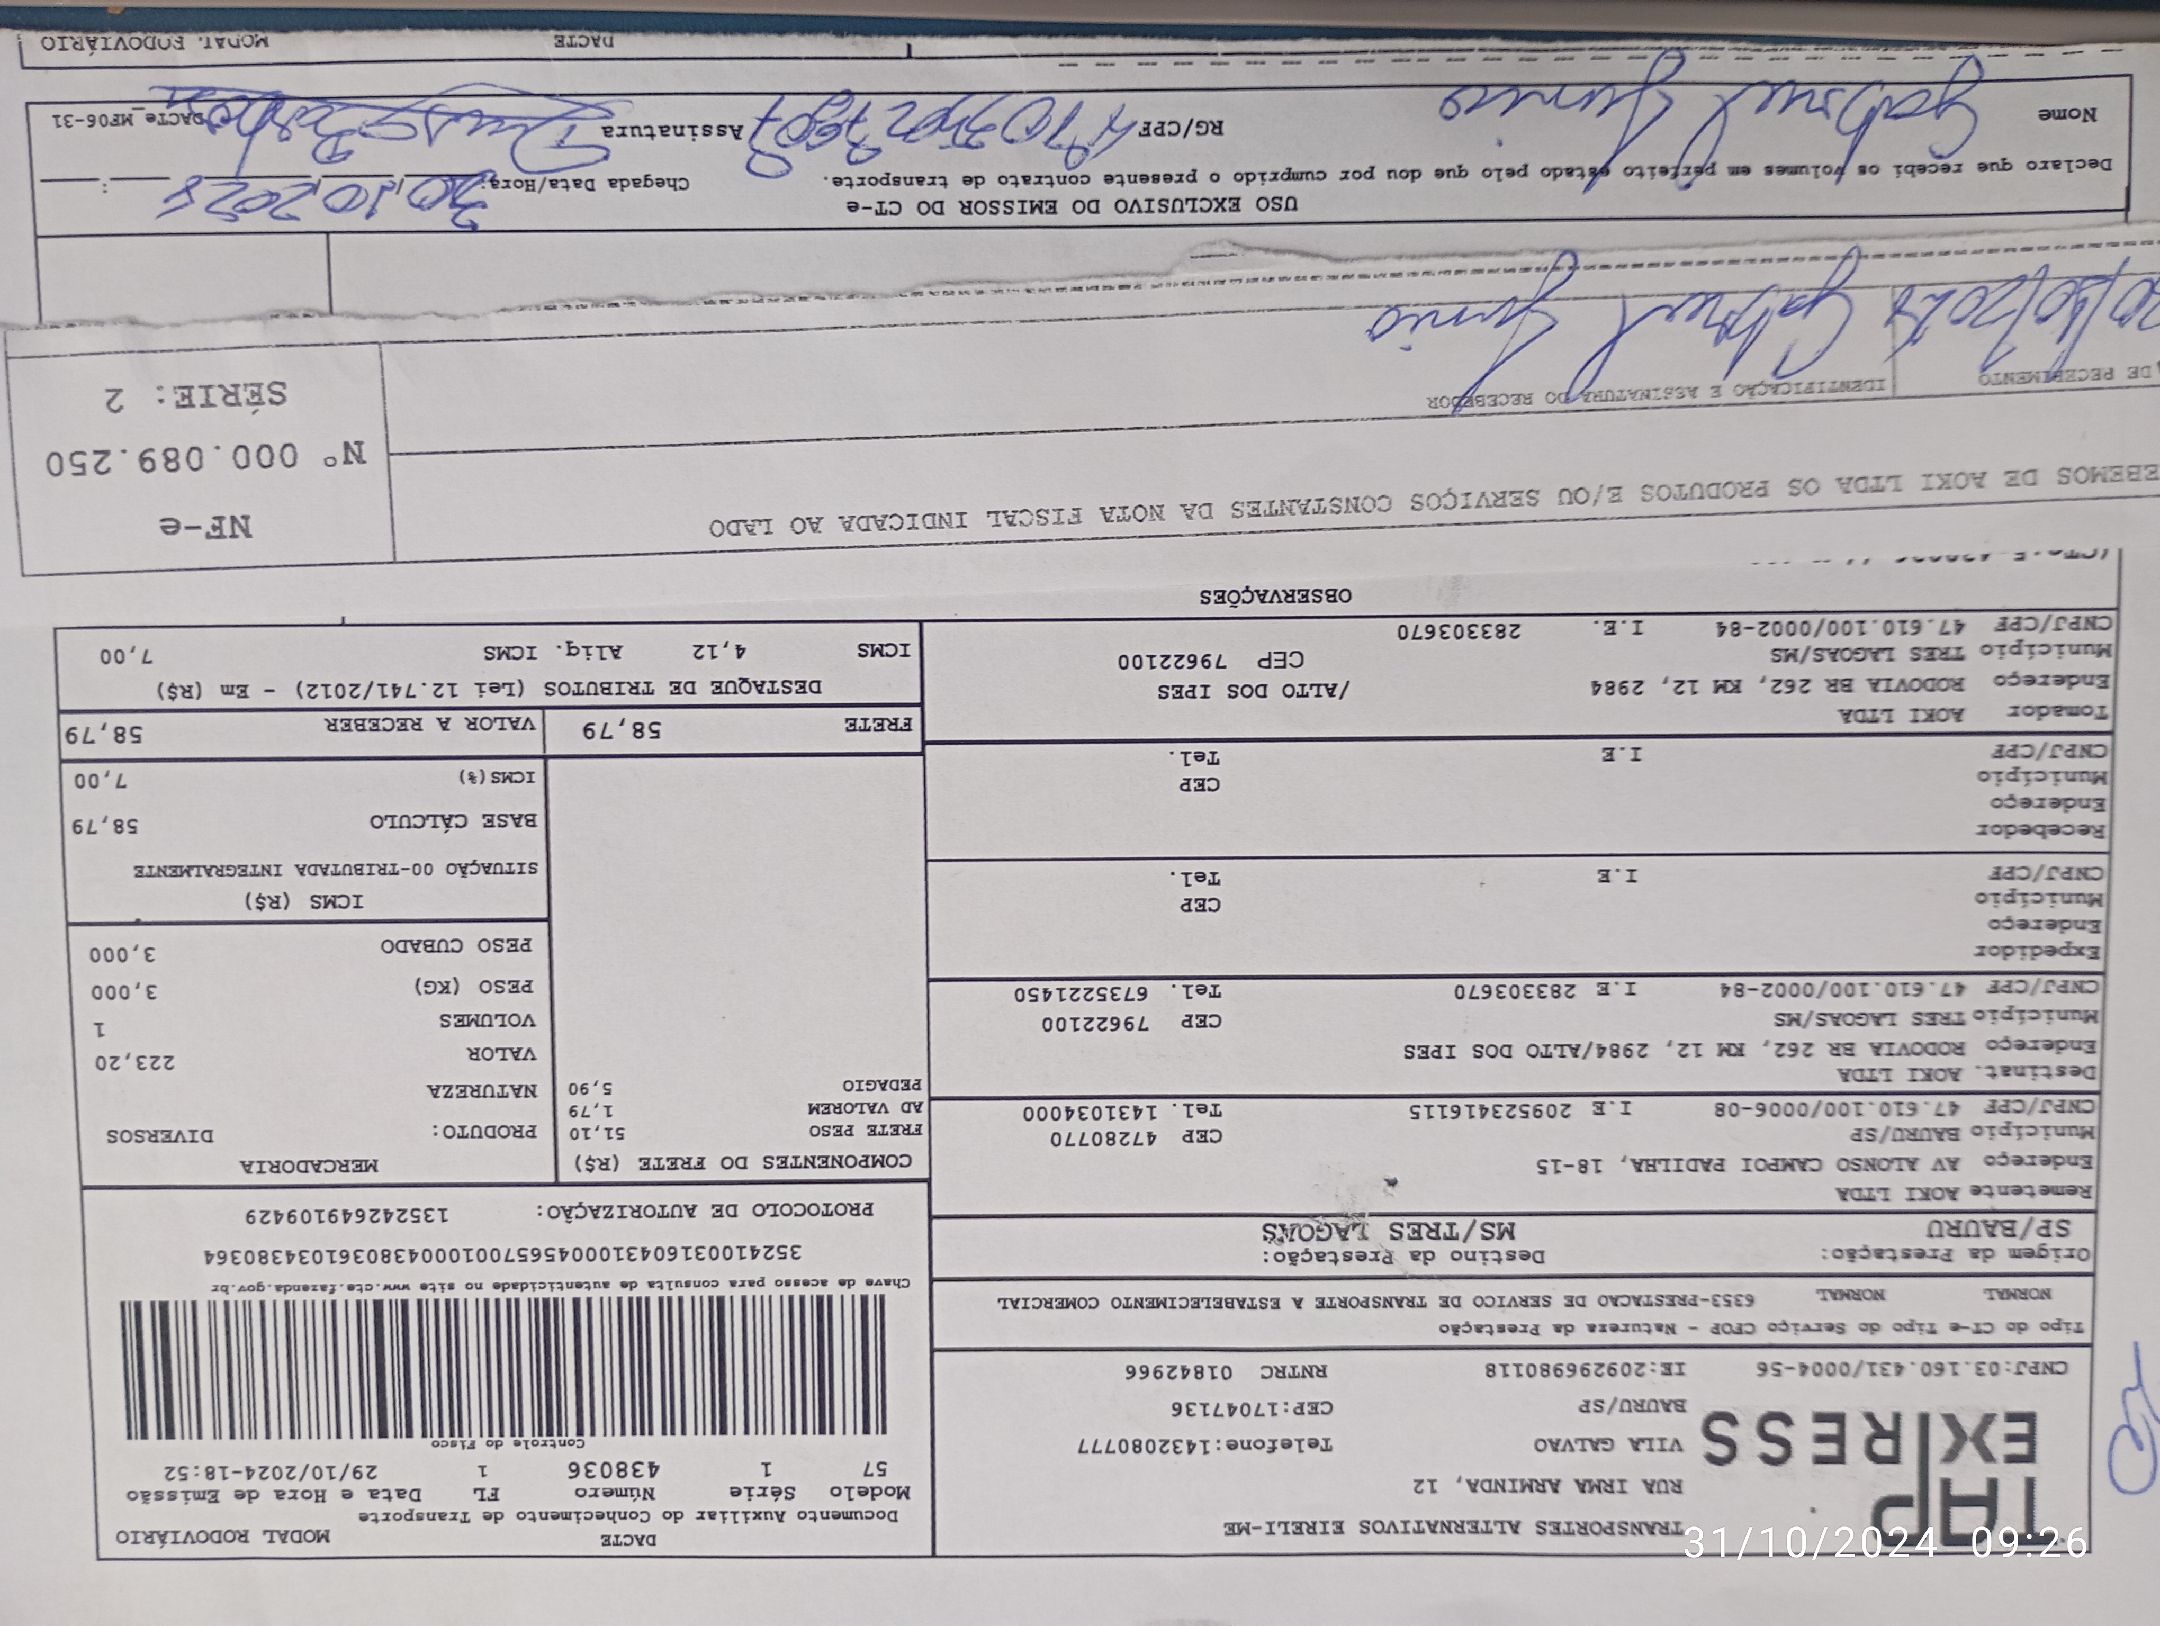 TAP
EXPRESS
TRANSPORTES ALTERNATIVOS EIRELI-ME
RUA IRMA ARMINDA, 12
VILA GALVAO Telefone:1432080777
BAURU/SP CEP:17047136
CNPJ:03.160.431/0004-56 IE:209296980118 RNTRC 01842966
DACTE MODAL RODOVIÁRIO
Documento Auxiliar do Conhecimento de Transporte
Modelo Série Número FL Data e Hora de Emissão
57 1 438036 1 29/10/2024-18:52
Controle do Fisco
Chave de acesso para consulta de autenticidade no site www.cte.fazenda.gov.br
35241003160431000456570010004380361034380364
PROTOCOLO DE AUTORIZAÇÃO: 135242649109429
Tipo do CT-e Tipo do Serviço CFOP - Natureza da Prestação
NORMAL NORMAL 6353-PRESTACAO DE SERVICO DE TRANSPORTE A ESTABELECIMENTO COMERCIAL
Origem da Prestação: Destino da Prestação:
SP/BAURU MS/TRES LAGOAS
Remetente AOKI LTDA
Endereço AV ALONSO CAMPOI PADILHA, 18-15
Município BAURU/SP CEP 47280770
CNPJ/CPF 47.610.100/0006-08 I.E 20952346115 Tel. 1431034000
Destinat. AOKI LTDA
Endereço RODOVIA BR 262, KM 12, 2984/ALTO DOS IPES
Município TRES LAGOAS/MS CEP 79622100
CNPJ/CPF 47.610.100/0002-84 I.E 283303670 Tel. 6735221450
Expedidor
Endereço
Município CEP
CNPJ/CPF I.E Tel.
Recebedor
Endereço
Município CEP
CNPJ/CPF I.E Tel.
Tomador AOKI LTDA
Endereço RODOVIA BR 262, KM 12, 2984 /ALTO DOS IPES
Município TRES LAGOAS/MS CEP 79622100
CNPJ/CPF 47.610.100/0002-84 I.E. 283303670
OBSERVAÇÕES
COMPONENTES DO FRETE (R$)
FRETE PESO 51,10
AD VALOREM 1,79
PEDAGIO 5,90
MERCADORIA
PRODUTO: DIVERSOS
NATUREZA
VALOR 223,20
VOLUMES 1
PESO (KG) 3,000
PESO CUBADO 3,000
ICMS (R$)
SITUAÇÃO 00-TRIBUTADA INTEGRALMENTE
BASE CÁLCULO 58,79
ICMS(%) 7,00
FRETE 58,79 VALOR A RECEBER 58,79
DESTAQUE DE TRIBUTOS (Lei 12.741/2012) - Em (R$)
ICMS 4,12 Aliq. ICMS 7,00
EBEMOS DE AOKI LTDA OS PRODUTOS E/OU SERVIÇOS CONSTANTES DA NOTA FISCAL INDICADA AO LADO
NF-e
Nº 000.089.250
SÉRIE: 2
DE RECEBIMENTO IDENTIFICAÇÃO E ASSINATURA DO RECEBEDOR
Gabriel Junio
USO EXCLUSIVO DO EMISSOR DO CT-e
Declaro que recebi os volumes em perfeito estado pelo que dou por cumprido o presente contrato de transporte.
Chegada Data/Hora: 30.10.2024
Nome Gabriel Junio RG/CPF Assinatura
DACTe MF06-31
DACTE MODAL RODOVIÁRIO
31/10/2024 09:26